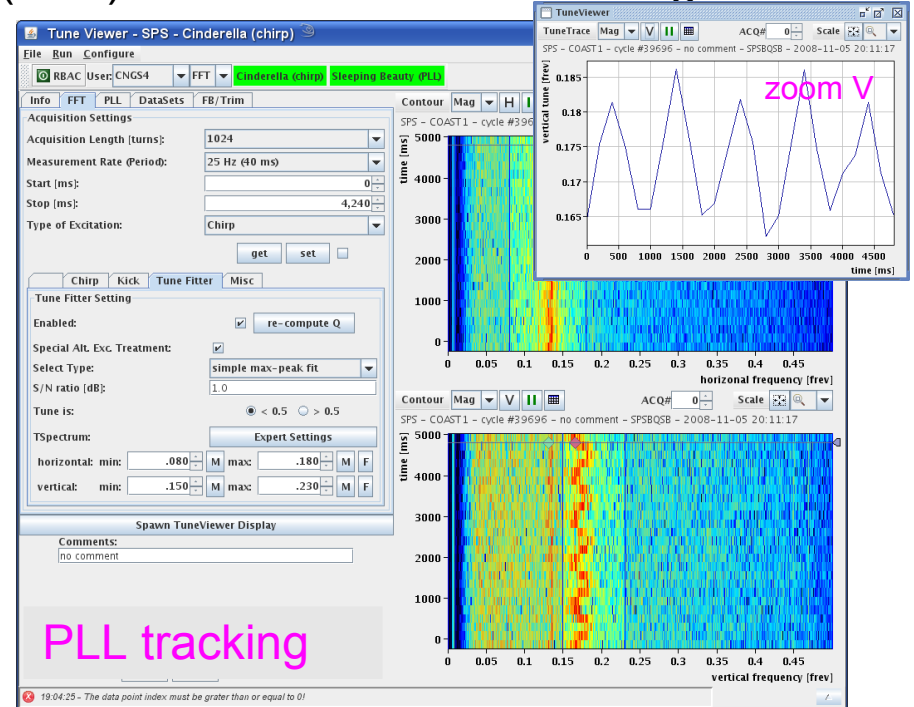 Tune Viewer - SPS - Cinderella (chirp)
File Run Configure
RBAC User: CNGS4 FFT Cinderella (chirp) Sleeping Beauty (PLL)
Info FFT PLL DataSets FB/Trim
Acquisition Settings
Acquisition Length [turns]: 1024
Measurement Rate (Period): 25 Hz (40 ms)
Start [ms]: 0
Stop [ms]: 4,240
Type of Excitation: Chirp
get set
Chirp Kick Tune Fitter Misc
Tune Fitter Setting
Enabled: re-compute Q
Special Alt. Exc. Treatment:
Select Type: simple max-peak fit
S/N ratio [dB]: 1.0
Tune is: < 0.5 > 0.5
TSpectrum: Expert Settings
horizontal: min: .080 M max: .180 M F
vertical: min: .150 M max: .230 M F
Spawn TuneViewer Display
Comments:
no comment
PLL tracking
19:04:25 - The data point index must be grater than or equal to 0!
Contour Mag H
SPS - COAST1 - cycle #396
time [ms]
5000
4000
3000
2000
1000
0
0 0.05 0.1 0.15 0.2 0.25 0.3 0.35 0.4 0.45
horizonal frequency [frev]
Contour Mag V ACQ# 0 Scale
SPS - COAST1 - cycle #39696 - no comment - SPSBQSB - 2008-11-05 20:11:17
time [ms]
5000
4000
3000
2000
1000
0
0 0.05 0.1 0.15 0.2 0.25 0.3 0.35 0.4 0.45
vertical frequency [frev]
TuneViewer
TuneTrace Mag V ACQ# 0 Scale
SPS - COAST1 - cycle #39696 - no comment - SPSBQSB - 2008-11-05 20:11:17
vertical tune [frev]
zoom V
0.185
0.18
0.175
0.17
0.165
0 500 1000 1500 2000 2500 3000 3500 4000 4500
time [ms]